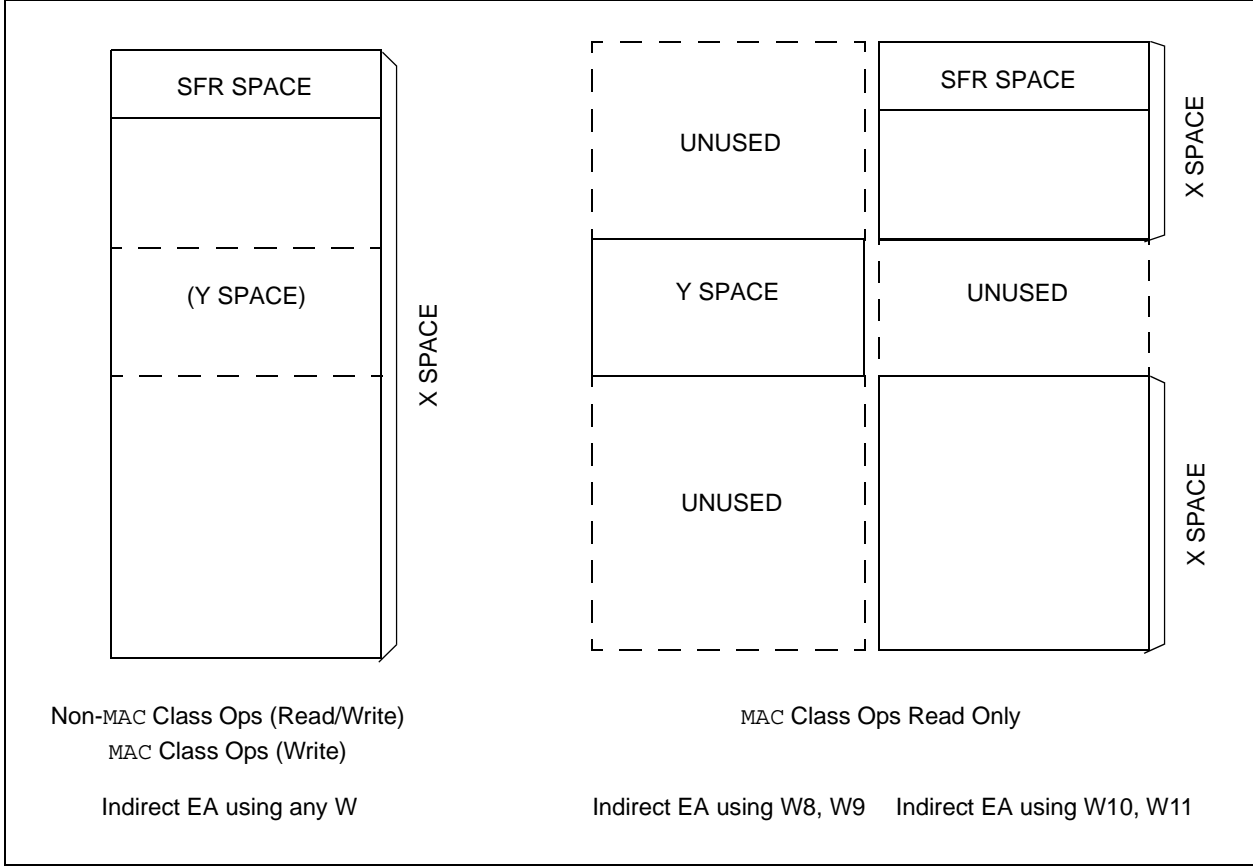 SFR SPACE
(Y SPACE)
X SPACE
Non-MAC Class Ops (Read/Write)
MAC Class Ops (Write)
Indirect EA using any W
UNUSED
Y SPACE
UNUSED
SFR SPACE
X SPACE
UNUSED
X SPACE
MAC Class Ops Read Only
Indirect EA using W8, W9
Indirect EA using W10, W11